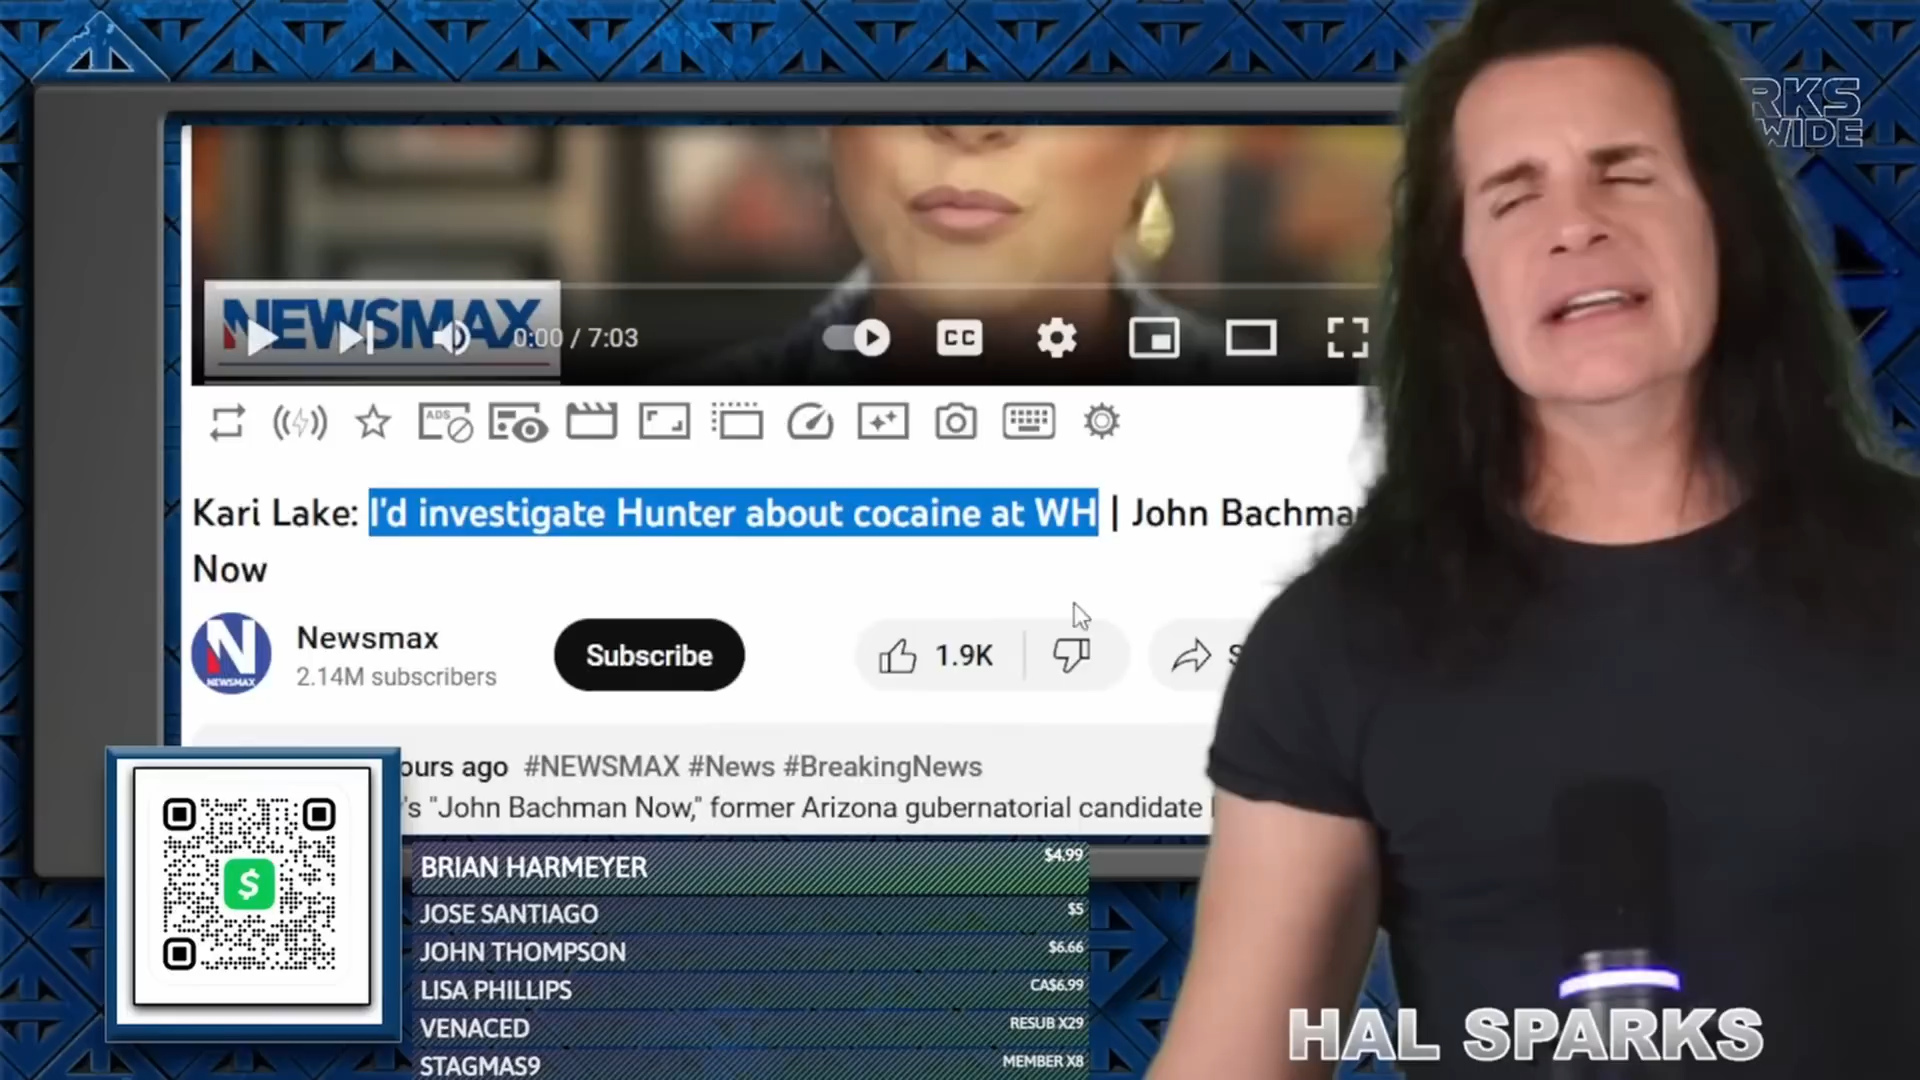 RKS
WIDE
NEWSMAX
0:00 / 7:03
CC
ADS
Kari Lake: I'd investigate Hunter about cocaine at WH | John Bachma
Now
Newsmax
2.14M subscribers
Subscribe
1.9K
S
N
NEWSMAX
ours ago #NEWSMAX #News #BreakingNews
's "John Bachman Now," former Arizona gubernatorial candidate
$
BRIAN HARMEYER $4.99
JOSE SANTIAGO $5
JOHN THOMPSON $6.66
LISA PHILLIPS CA$6.99
VENACED RESUB X29
STAGMAS9 MEMBER X8
HAL SPARKS